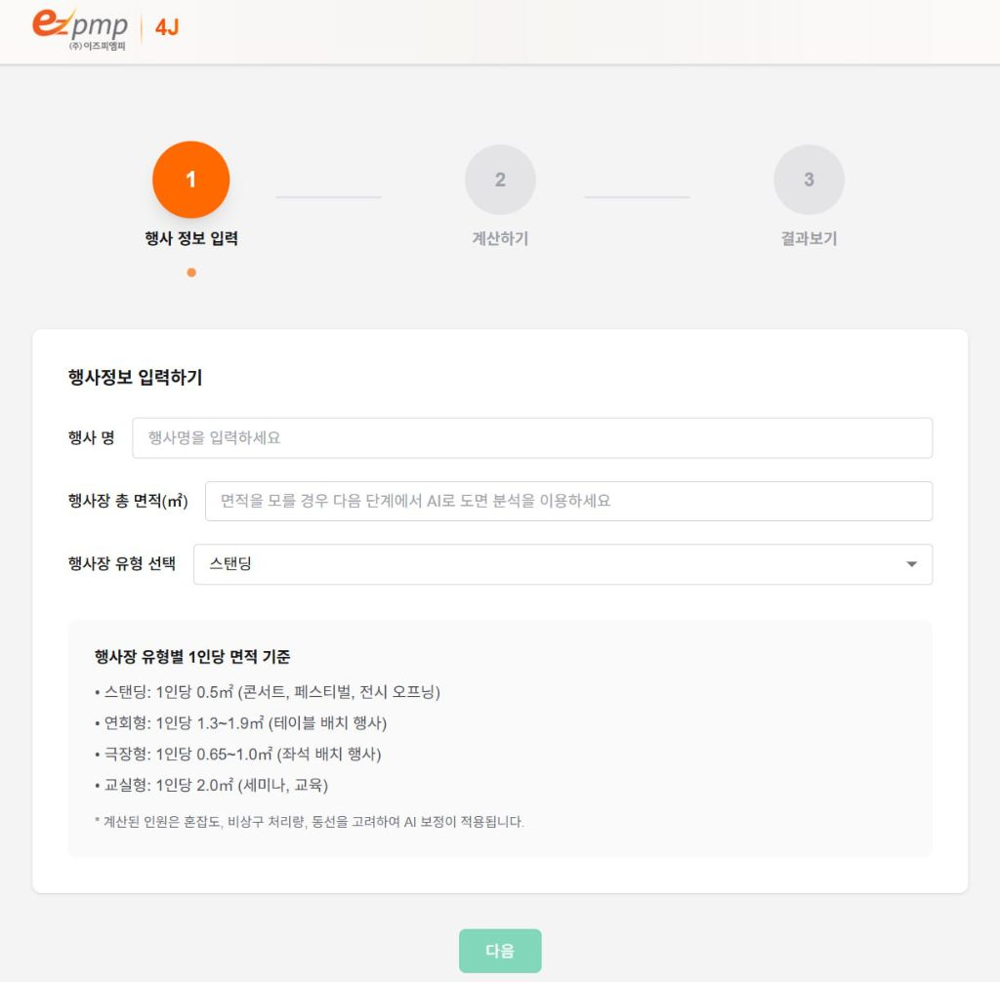 ezpmp 4J
(주)이즈피엠피
1 2 3
행사 정보 입력 계산하기 결과보기
행사정보 입력하기
행사 명 행사명을 입력하세요
행사장 총 면적(㎡) 면적을 모를 경우 다음 단계에서 AI로 도면 분석을 이용하세요
행사장 유형 선택 스탠딩
행사장 유형별 1인당 면적 기준
• 스탠딩: 1인당 0.5㎡ (콘서트, 페스티벌, 전시 오프닝)
• 연회형: 1인당 1.3~1.9㎡ (테이블 배치 행사)
• 극장형: 1인당 0.65~1.0㎡ (좌석 배치 행사)
• 교실형: 1인당 2.0㎡ (세미나, 교육)
* 계산된 인원은 혼잡도, 비상구 처리량, 동선을 고려하여 AI 보정이 적용됩니다.
다음